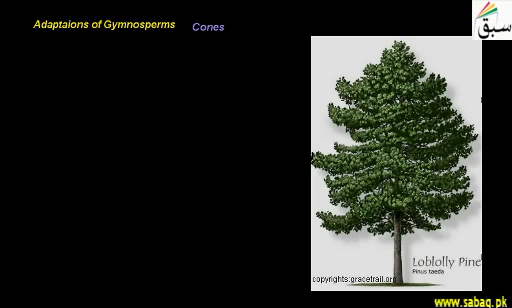 Adaptaions of Gymnosperms Cones
سبق
Loblolly Pine
Pinus taeda
copyrights:gracetrail.org
www.sabaq.pk